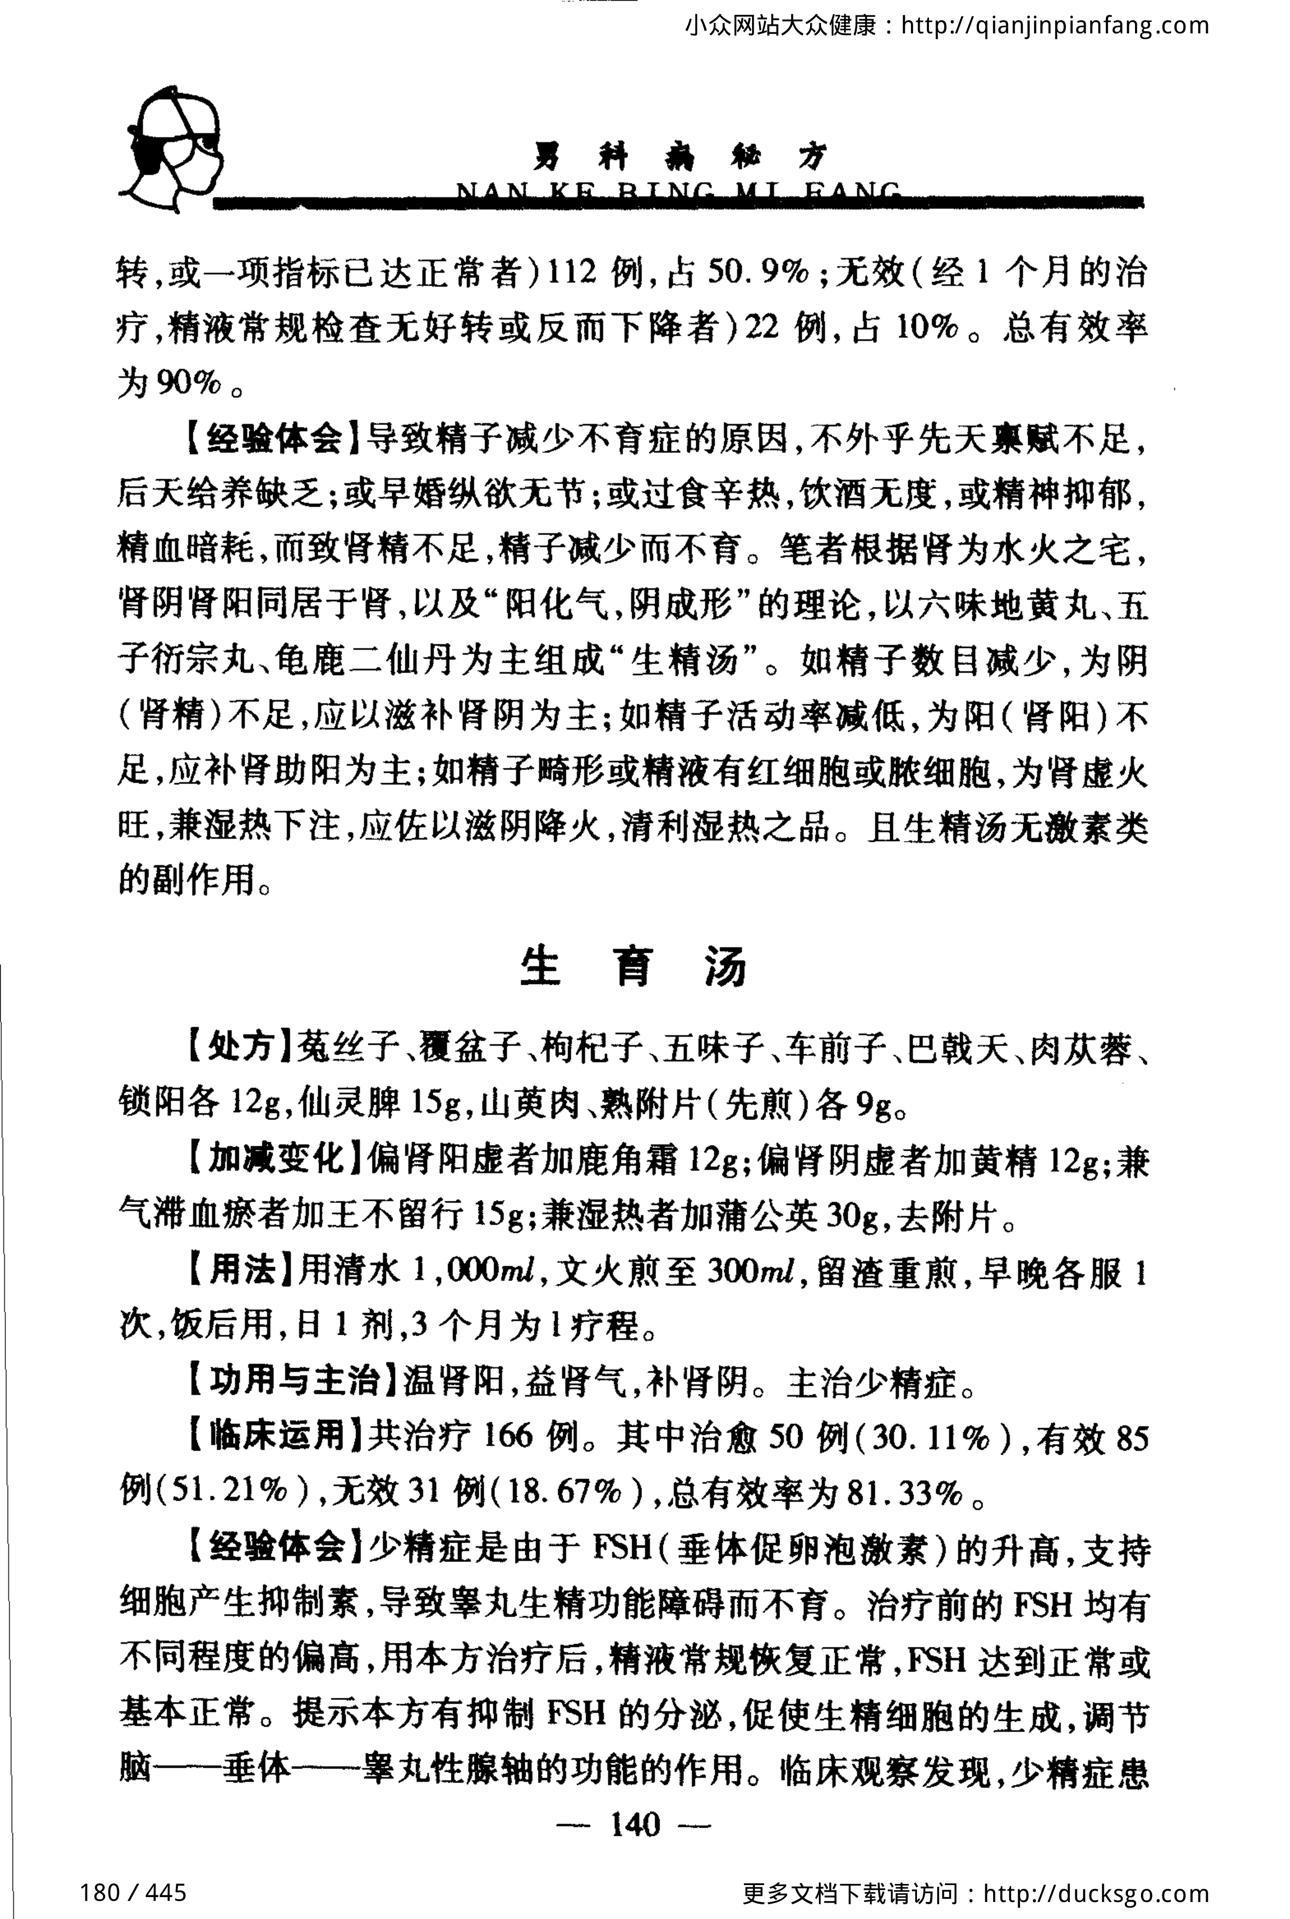 小众网站大众健康：http://qianjinpianfang.com
男科病秘方
NAN KE BING MI FANG
转,或一项指标已达正常者)112 例,占 50.9%;无效(经 1 个月的治
疗,精液常规检查无好转或反而下降者)22 例,占 10%。总有效率
为 90%。
【经验体会】导致精子减少不育症的原因,不外乎先天禀赋不足,
后天给养缺乏;或早婚纵欲无节;或过食辛热,饮酒无度,或精神抑郁,
精血暗耗,而致肾精不足,精子减少而不育。笔者根据肾为水火之宅,
肾阴肾阳同居于肾,以及“阳化气,阴成形”的理论,以六味地黄丸、五
子衍宗丸、龟鹿二仙丹为主组成“生精汤”。如精子数目减少,为阴
(肾精)不足,应以滋补肾阴为主;如精子活动率减低,为阳(肾阳)不
足,应补肾助阳为主;如精子畸形或精液有红细胞或脓细胞,为肾虚火
旺,兼湿热下注,应佐以滋阴降火,清利湿热之品。且生精汤无激素类
的副作用。
生育汤
【处方】菟丝子、覆盆子、枸杞子、五味子、车前子、巴戟天、肉苁蓉、
锁阳各 12g,仙灵脾 15g,山萸肉、熟附片(先煎)各 9g。
【加减变化】偏肾阳虚者加鹿角霜 12g;偏肾阴虚者加黄精 12g;兼
气滞血瘀者加王不留行 15g;兼湿热者加蒲公英 30g,去附片。
【用法】用清水 1,000ml,文火煎至 300ml,留渣重煎,早晚各服 1
次,饭后用,日 1 剂,3 个月为 1 疗程。
【功用与主治】温肾阳,益肾气,补肾阴。主治少精症。
【临床运用】共治疗 166 例。其中治愈 50 例(30.11%),有效 85
例(51.21%),无效 31 例(18.67%),总有效率为 81.33%。
【经验体会】少精症是由于 FSH(垂体促卵泡激素)的升高,支持
细胞产生抑制素,导致睾丸生精功能障碍而不育。治疗前的 FSH 均有
不同程度的偏高,用本方治疗后,精液常规恢复正常,FSH 达到正常或
基本正常。提示本方有抑制 FSH 的分泌,促使生精细胞的生成,调节
脑——垂体——睾丸性腺轴的功能的作用。临床观察发现,少精症患
— 140 —
180 / 445
更多文档下载请访问：http://ducksgo.com